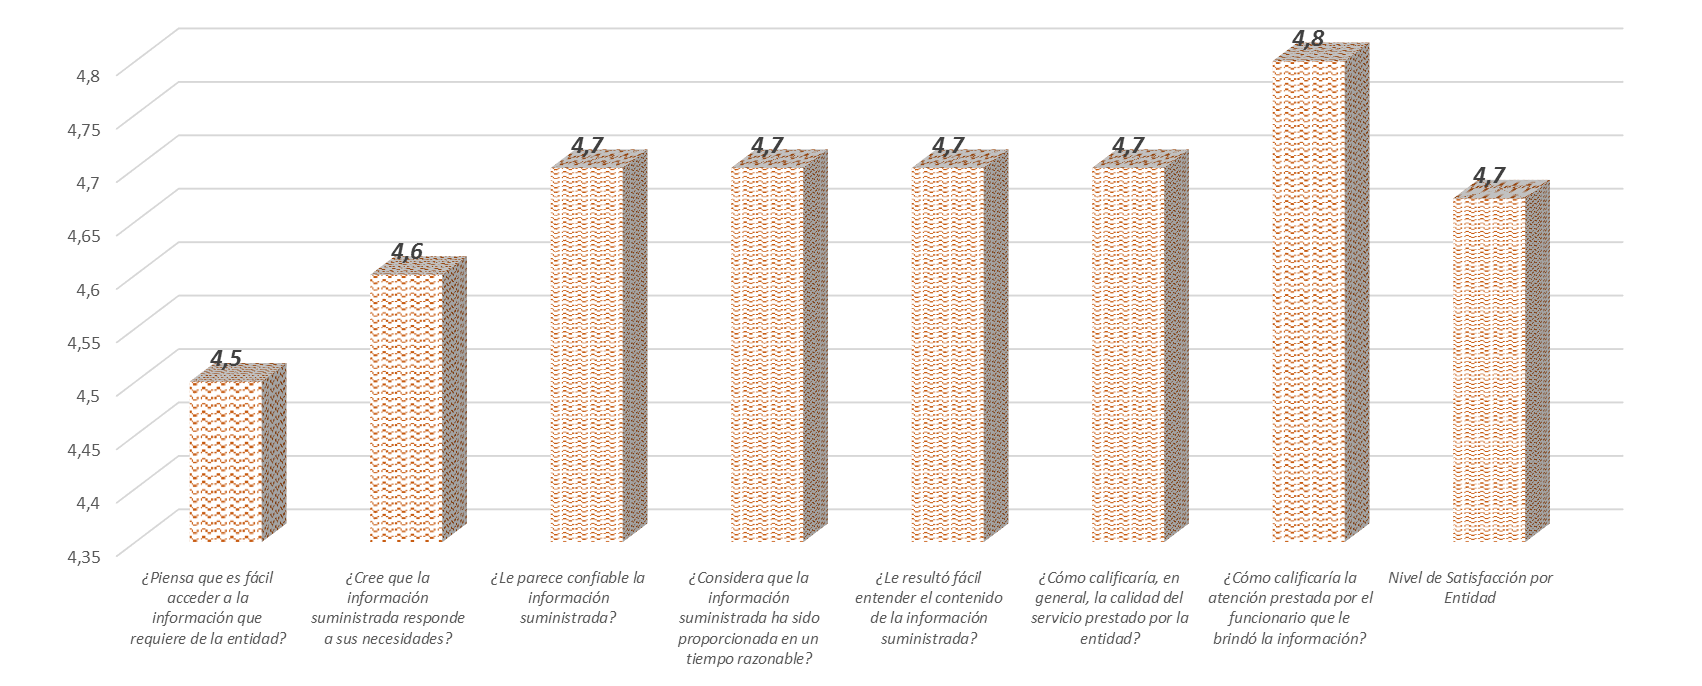 4,8
4,75
4,7
4,65
4,6
4,55
4,5
4,45
4,4
4,35
4,5
4,6
4,7
4,7
4,7
4,7
4,8
4,7
¿Piensa que es fácil
acceder a la
información que
requiere de la entidad?
¿Cree que la
información
suministrada responde
a sus necesidades?
¿Le parece confiable la
información
suministrada?
¿Considera que la
información
suministrada ha sido
proporcionada en un
tiempo razonable?
¿Le resultó fácil
entender el contenido
de la información
suministrada?
¿Cómo calificaría, en
general, la calidad del
servicio prestado por la
entidad?
¿Cómo calificaría la
atención prestada por el
funcionario que le
brindó la información?
Nivel de Satisfacción por
Entidad